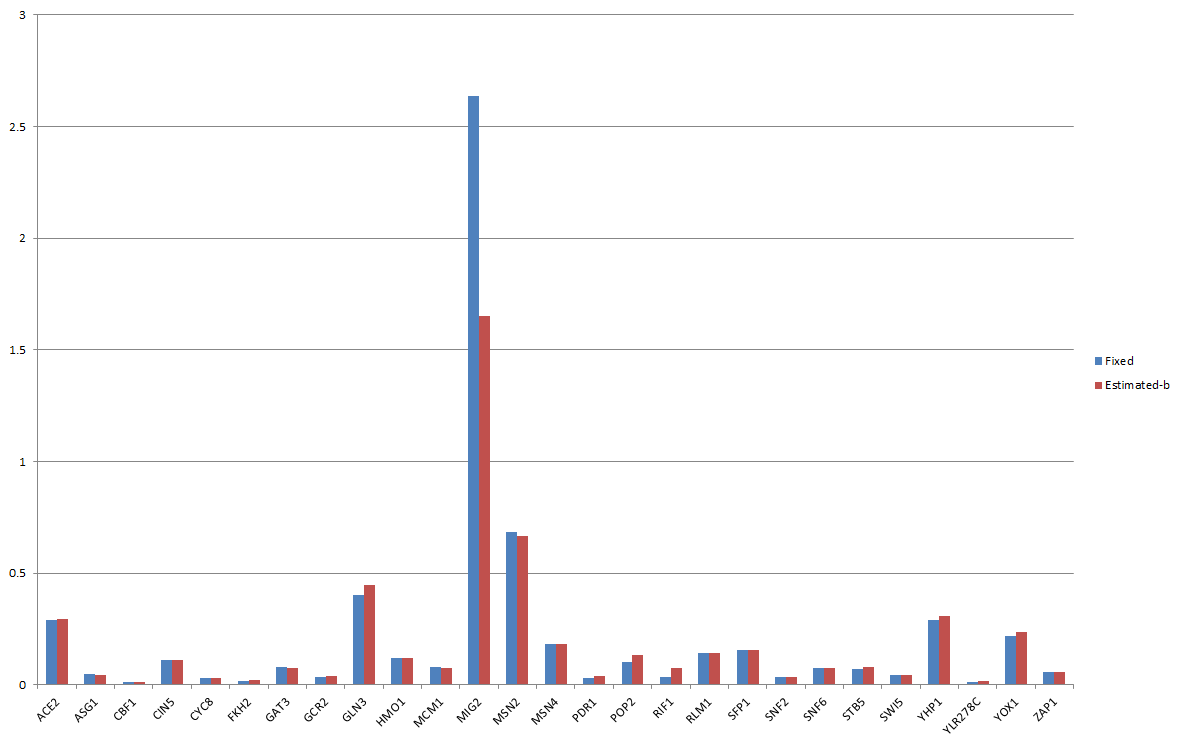 3
2.5
2
1.5
1
0.5
0
ACE2
ASG1
CBF1
CIN5
CYC8
FKH2
GAT3
GCR2
GLN3
HMO1
MCM1
MIG2
MSN2
MSN4
PDR1
POP2
RIF1
RLM1
SFP1
SNF2
SNF6
STB5
SWI5
YHP1
YLR278C
YOX1
ZAP1
Fixed
Estimated-b